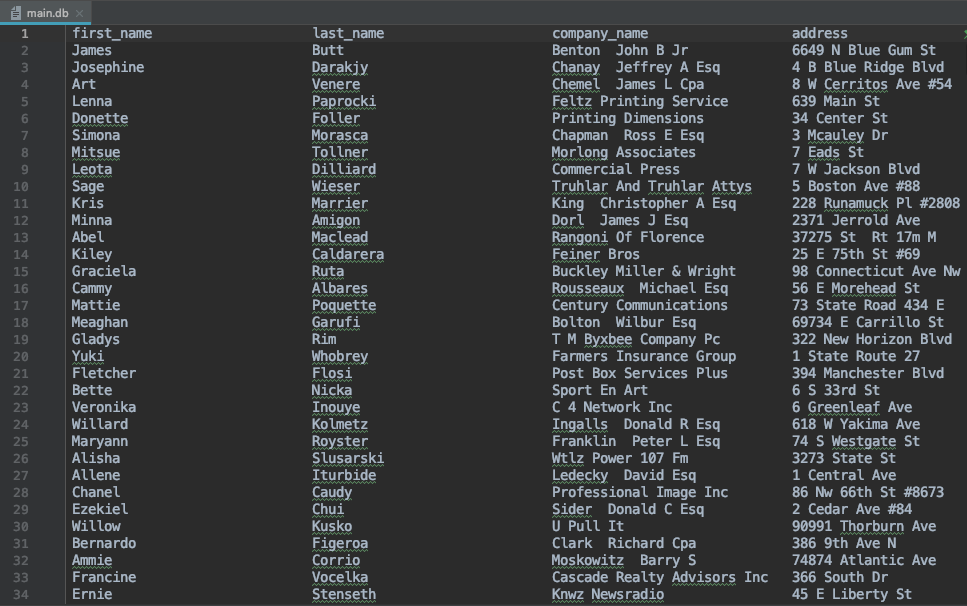 main.db
1 first_name last_name company_name address
2 James Butt Benton  John B Jr 6649 N Blue Gum St
3 Josephine Darakjy Chanay  Jeffrey A Esq 4 B Blue Ridge Blvd
4 Art Venere Chemel  James L Cpa 8 W Cerritos Ave #54
5 Lenna Paprocki Feltz Printing Service 639 Main St
6 Donette Foller Printing Dimensions 34 Center St
7 Simona Morasca Chapman  Ross E Esq 3 Mcauley Dr
8 Mitsue Tollner Morlong Associates 7 Eads St
9 Leota Dilliard Commercial Press 7 W Jackson Blvd
10 Sage Wieser Truhlar And Truhlar Attys 5 Boston Ave #88
11 Kris Marrier King  Christopher A Esq 228 Runamuck Pl #2808
12 Minna Amigon Dorl  James J Esq 2371 Jerrold Ave
13 Abel Maclead Rangoni Of Florence 37275 St  Rt 17m M
14 Kiley Caldarera Feiner Bros 25 E 75th St #69
15 Graciela Ruta Buckley Miller & Wright 98 Connecticut Ave Nw
16 Cammy Albares Rousseaux  Michael Esq 56 E Morehead St
17 Mattie Poquette Century Communications 73 State Road 434 E
18 Meaghan Garufi Bolton  Wilbur Esq 69734 E Carrillo St
19 Gladys Rim T M Byxbee Company Pc 322 New Horizon Blvd
20 Yuki Whobrey Farmers Insurance Group 1 State Route 27
21 Fletcher Flosi Post Box Services Plus 394 Manchester Blvd
22 Bette Nicka Sport En Art 6 S 33rd St
23 Veronika Inouye C 4 Network Inc 6 Greenleaf Ave
24 Willard Kolmetz Ingalls  Donald R Esq 618 W Yakima Ave
25 Maryann Royster Franklin  Peter L Esq 74 S Westgate St
26 Alisha Slusarski Wtlz Power 107 Fm 3273 State St
27 Allene Iturbide Ledecky  David Esq 1 Central Ave
28 Chanel Caudy Professional Image Inc 86 Nw 66th St #8673
29 Ezekiel Chui Sider  Donald C Esq 2 Cedar Ave #84
30 Willow Kusko U Pull It 90991 Thorburn Ave
31 Bernardo Figeroa Clark  Richard Cpa 386 9th Ave N
32 Ammie Corrio Moskowitz  Barry S 74874 Atlantic Ave
33 Francine Vocelka Cascade Realty Advisors Inc 366 South Dr
34 Ernie Stenseth Knwz Newsradio 45 E Liberty St